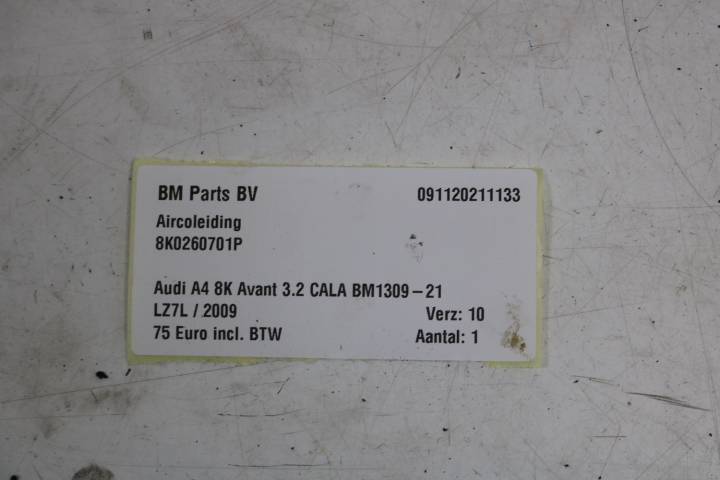 BM Parts BV 091120211133
Aircoleiding
8K0260701P
Audi A4 8K Avant 3.2 CALA BM1309-21
LZ7L / 2009 Verz: 10
75 Euro incl. BTW Aantal: 1